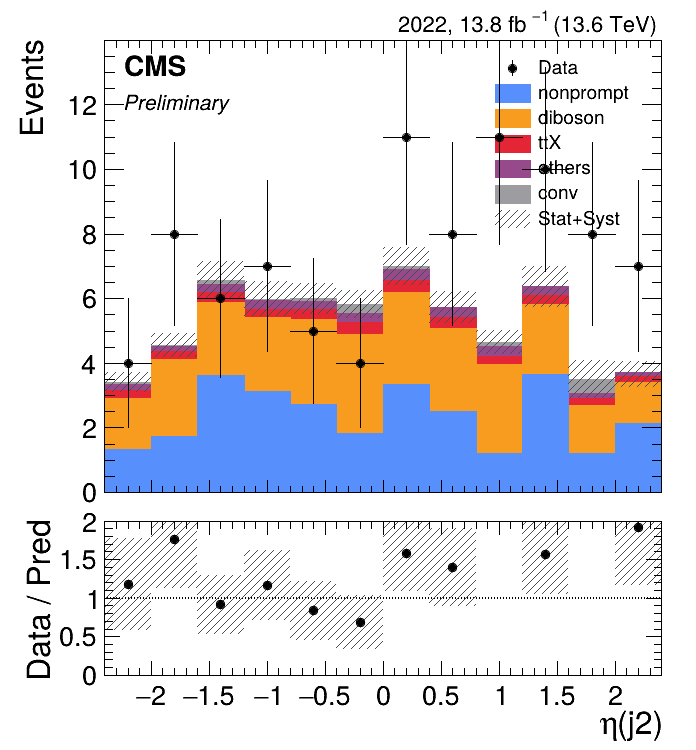 2022, 13.8 fb⁻¹ (13.6 TeV)
Events
CMS
Preliminary
Data
nonprompt
diboson
ttX
others
conv
Stat+Syst
12
10
8
6
4
2
0
Data / Pred
2
1.5
1
0.5
0
−2 −1.5 −1 −0.5 0 0.5 1 1.5 2
η(j2)